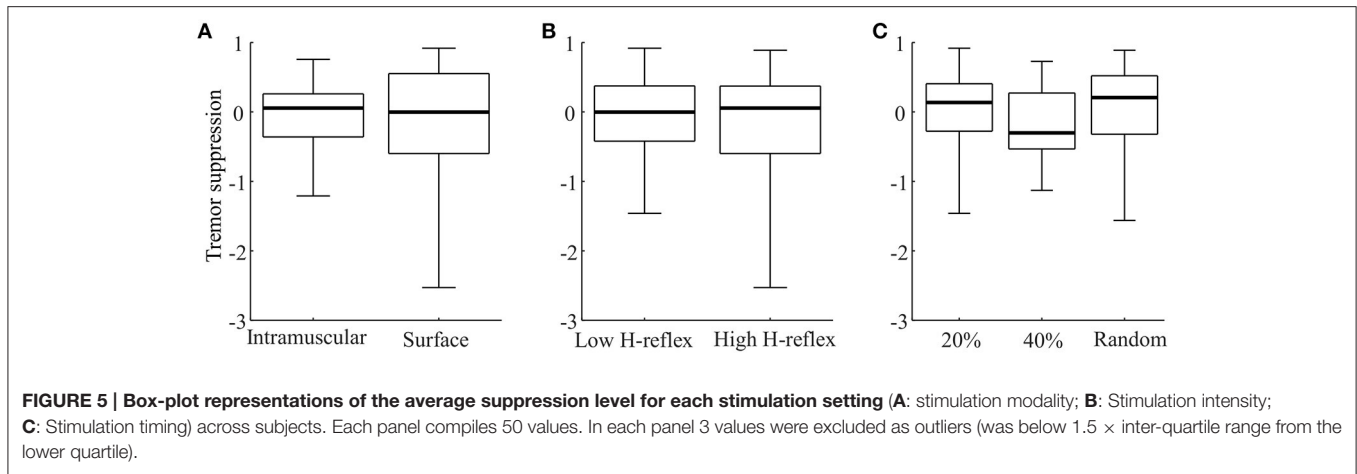 A
B
C
Tremor suppression
1
0
-1
-2
-3
Intramuscular Surface
1
0
-1
-2
-3
Low H-reflex High H-reflex
1
0
-1
-2
-3
20% 40% Random
FIGURE 5 | Box-plot representations of the average suppression level for each stimulation setting (A: stimulation modality; B: Stimulation intensity;
C: Stimulation timing) across subjects. Each panel compiles 50 values. In each panel 3 values were excluded as outliers (was below 1.5 × inter-quartile range from the
lower quartile).